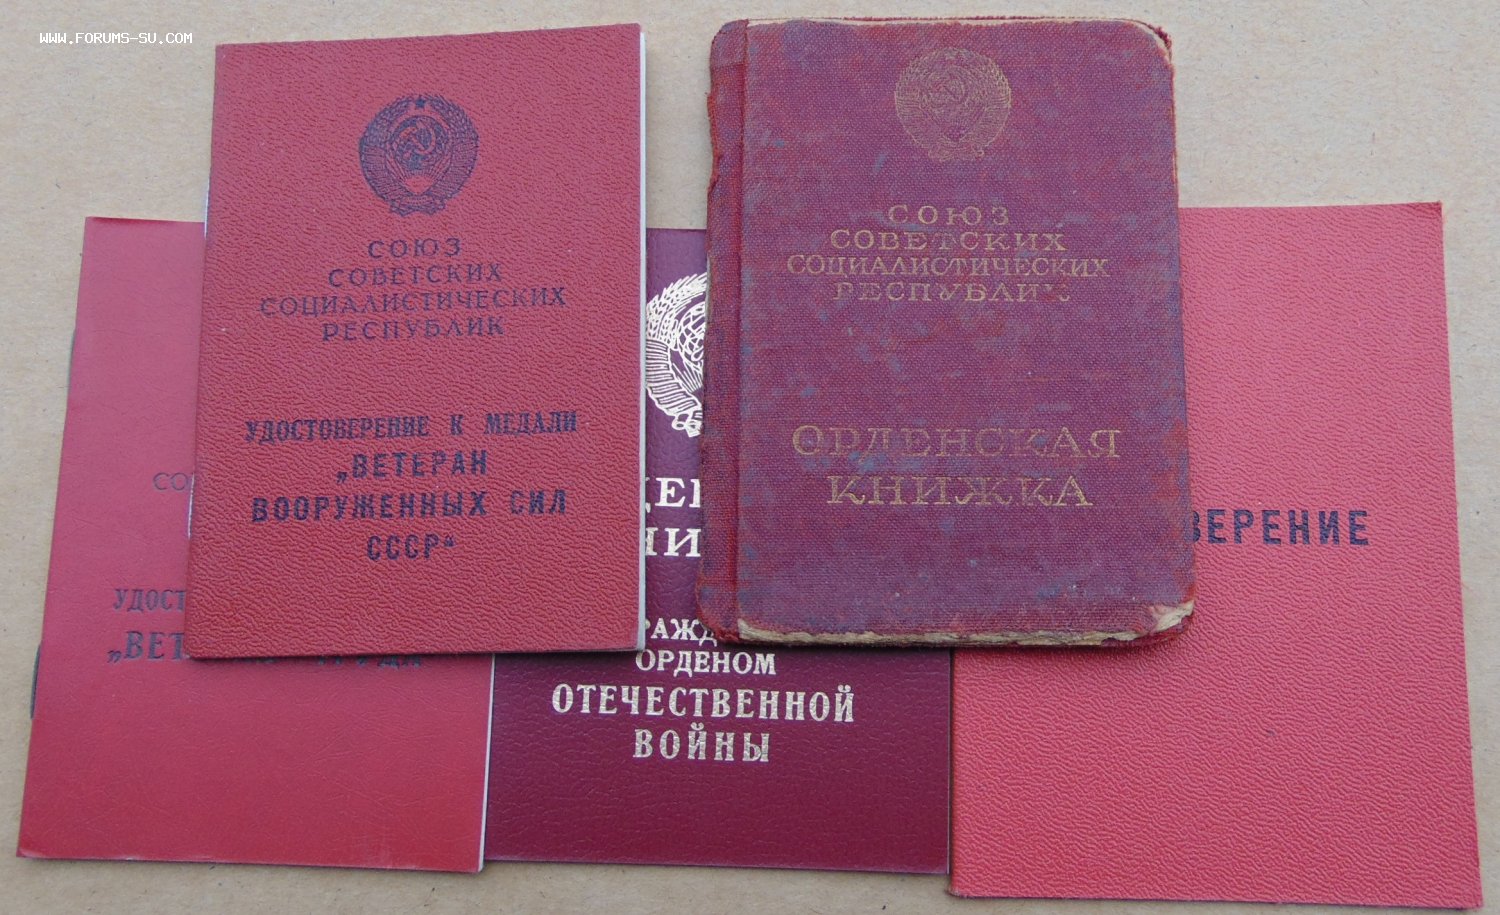 WWW.FORUMS-SU.COM
СОЮЗ
СОВЕТСКИХ
СОЦИАЛИСТИЧЕСКИХ
РЕСПУБЛИК
УДОСТОВЕРЕНИЕ К МЕДАЛИ
„ВЕТЕРАН
ВООРУЖЕННЫХ СИЛ
СССР“
СОЮЗ
СОВЕТСКИХ
СОЦИАЛИСТИЧЕСКИХ
РЕСПУБЛИК
ОРДЕНСКАЯ
КНИЖКА
ОРДЕНОМ
ОТЕЧЕСТВЕННОЙ
ВОЙНЫ
ВЕРЕНИЕ